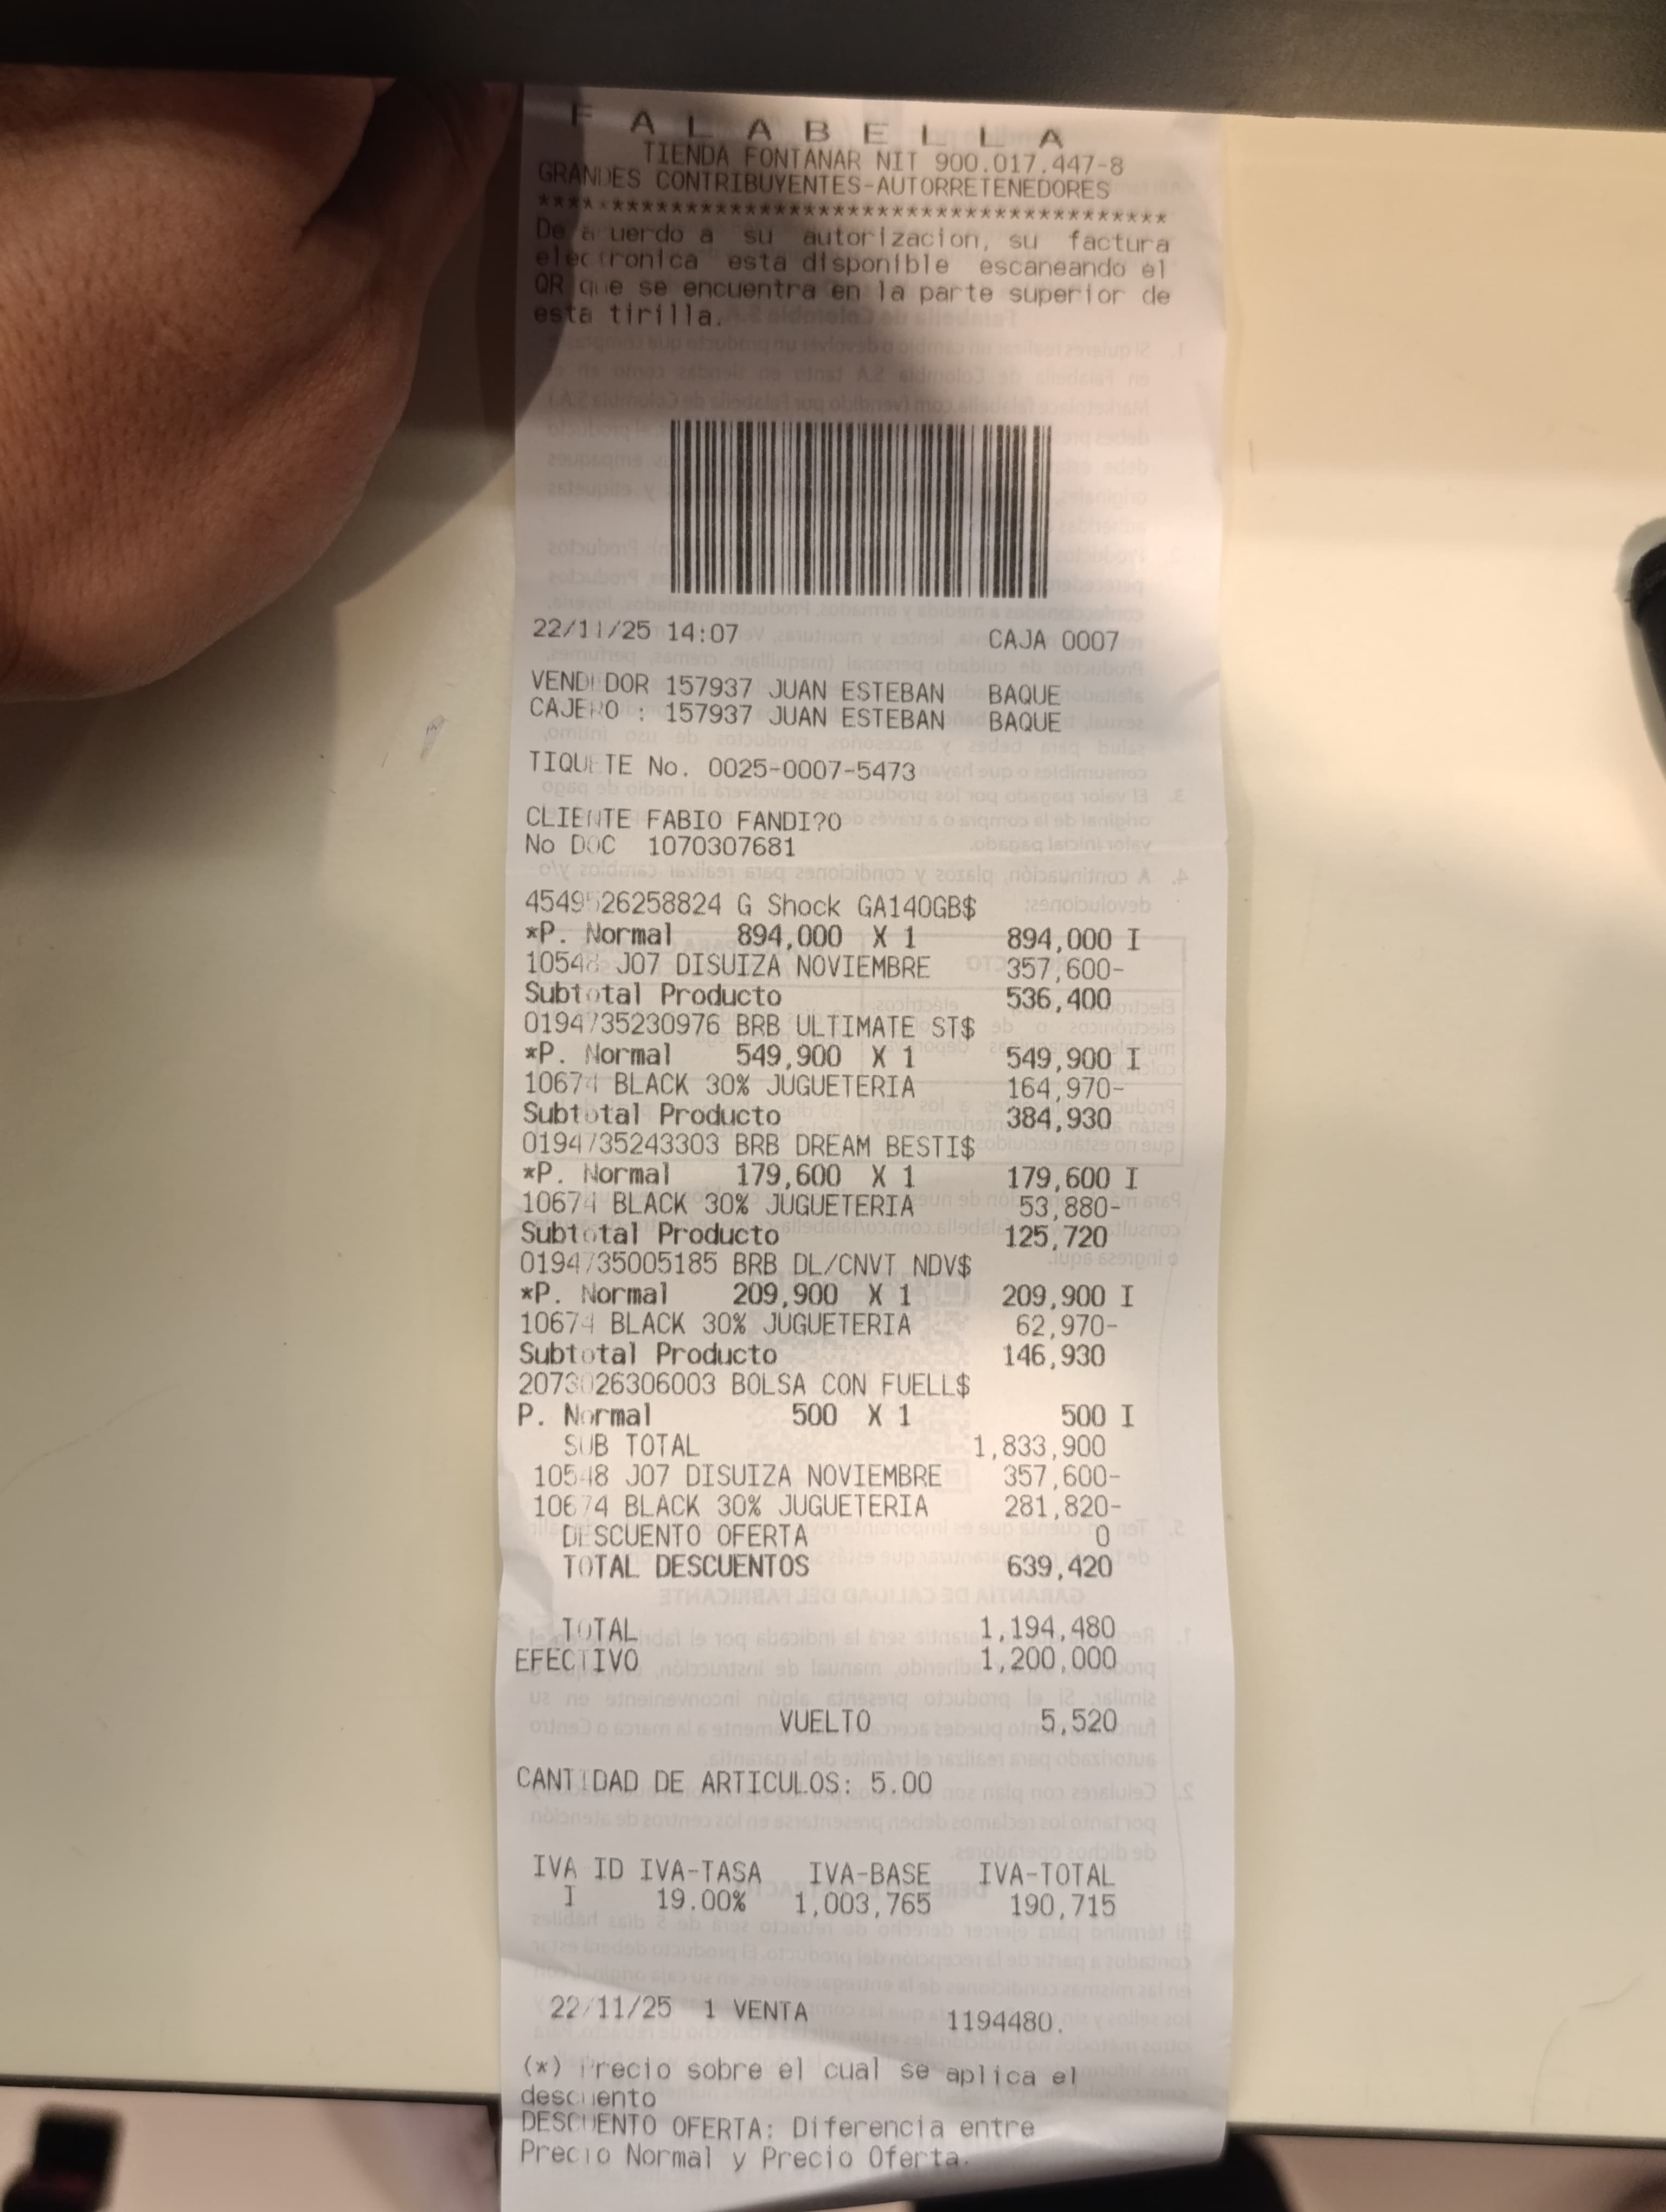 F A L A B E L L A
TIENDA FONTANAR NIT 900.017.447-8
GRANDES CONTRIBUYENTES-AUTORRETENEDORES
*******************************************
De acuerdo a su autorizacion, su factura
electronica esta disponible escaneando el
QR que se encuentra en la parte superior de
esta tirilla.
22/11/25 14:07 CAJA 0007
VENDEDOR 157937 JUAN ESTEBAN BAQUE
CAJERO : 157937 JUAN ESTEBAN BAQUE
TIQUETE No. 0025-0007-5473
CLIENTE FABIO FANDI?O
No DOC 1070307681
4549526258824 G Shock GA140GB$
*P. Normal 894,000 X 1 894,000 I
10548 J07 DISUIZA NOVIEMBRE 357,600-
Subtotal Producto 536,400
0194735230976 BRB ULTIMATE ST$
*P. Normal 549,900 X 1 549,900 I
10674 BLACK 30% JUGUETERIA 164,970-
Subtotal Producto 384,930
0194735243303 BRB DREAM BESTI$
*P. Normal 179,600 X 1 179,600 I
10674 BLACK 30% JUGUETERIA 53,880-
Subtotal Producto 125,720
0194735005185 BRB DL/CNVT NDV$
*P. Normal 209,900 X 1 209,900 I
10674 BLACK 30% JUGUETERIA 62,970-
Subtotal Producto 146,930
2073026306003 BOLSA CON FUELL$
P. Normal 500 X 1 500 I
SUB TOTAL 1,833,900
10548 J07 DISUIZA NOVIEMBRE 357,600-
10674 BLACK 30% JUGUETERIA 281,820-
DESCUENTO OFERTA 0
TOTAL DESCUENTOS 639,420
TOTAL 1,194,480
EFECTIVO 1,200,000
VUELTO 5,520
CANTIDAD DE ARTICULOS: 5.00
IVA ID IVA-TASA IVA-BASE IVA-TOTAL
I 19.00% 1,003,765 190,715
22/11/25 1 VENTA 1194480.
(*) Precio sobre el cual se aplica el
descuento
DESCUENTO OFERTA: Diferencia entre
Precio Normal y Precio Oferta.